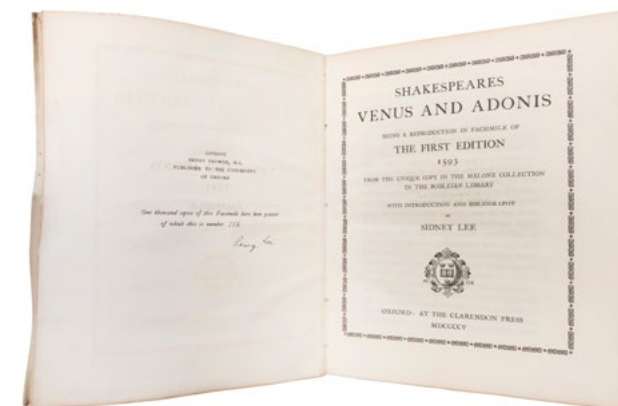 LONDON
HENRY FROWDE, M.A.
PUBLISHER TO THE UNIVERSITY
OF OXFORD
One thousand copies of this Facsimile have been printed
of which this is number
Sidney Lee
SHAKESPEARES
VENUS AND ADONIS
BEING A REPRODUCTION IN FACSIMILE OF
THE FIRST EDITION
1593
FROM THE UNIQUE COPY IN THE MALONE COLLECTION
IN THE BODLEIAN LIBRARY
WITH INTRODUCTION AND BIBLIOGRAPHY
BY
SIDNEY LEE
OXFORD: AT THE CLARENDON PRESS
MDCCCCV